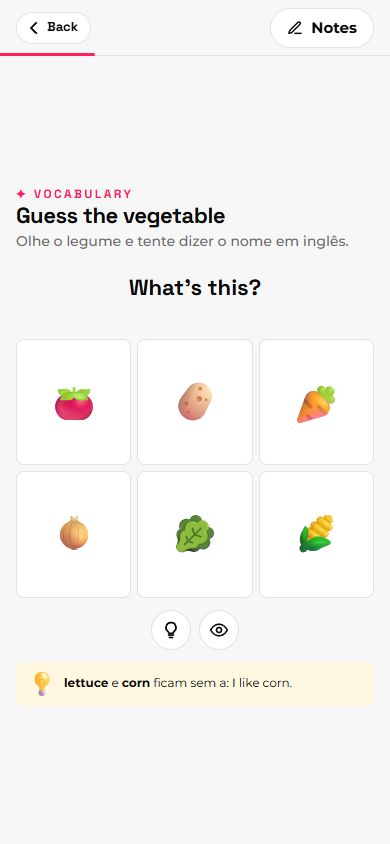 Back
Notes
VOCABULARY
Guess the vegetable
Olhe o legume e tente dizer o nome em inglês.
What's this?
lettuce e corn ficam sem a: I like corn.